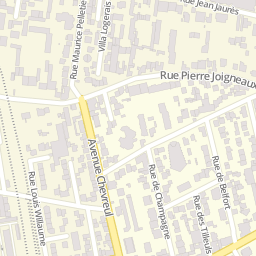 Rue Jean Jaurès
Villa Logerais
Rue Maurice Pelletier
Rue Pierre Joigneaux
Avenue Chevreul
Rue Louis Willaume
Rue de Champagne
Rue de Belfort
Rue des Tilleuls